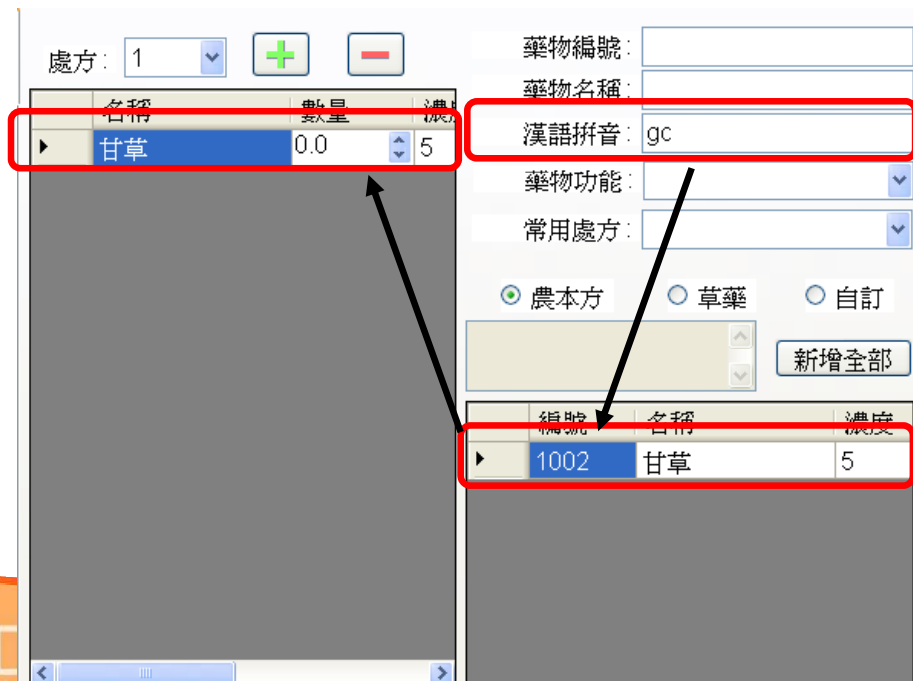 處方: 1
名稱 數量
甘草 0.0 5
藥物編號:
藥物名稱:
漢語拼音: gc
藥物功能:
常用處方:
農本方 草藥 自訂
新增全部
編號 名稱 濃度
1002 甘草 5